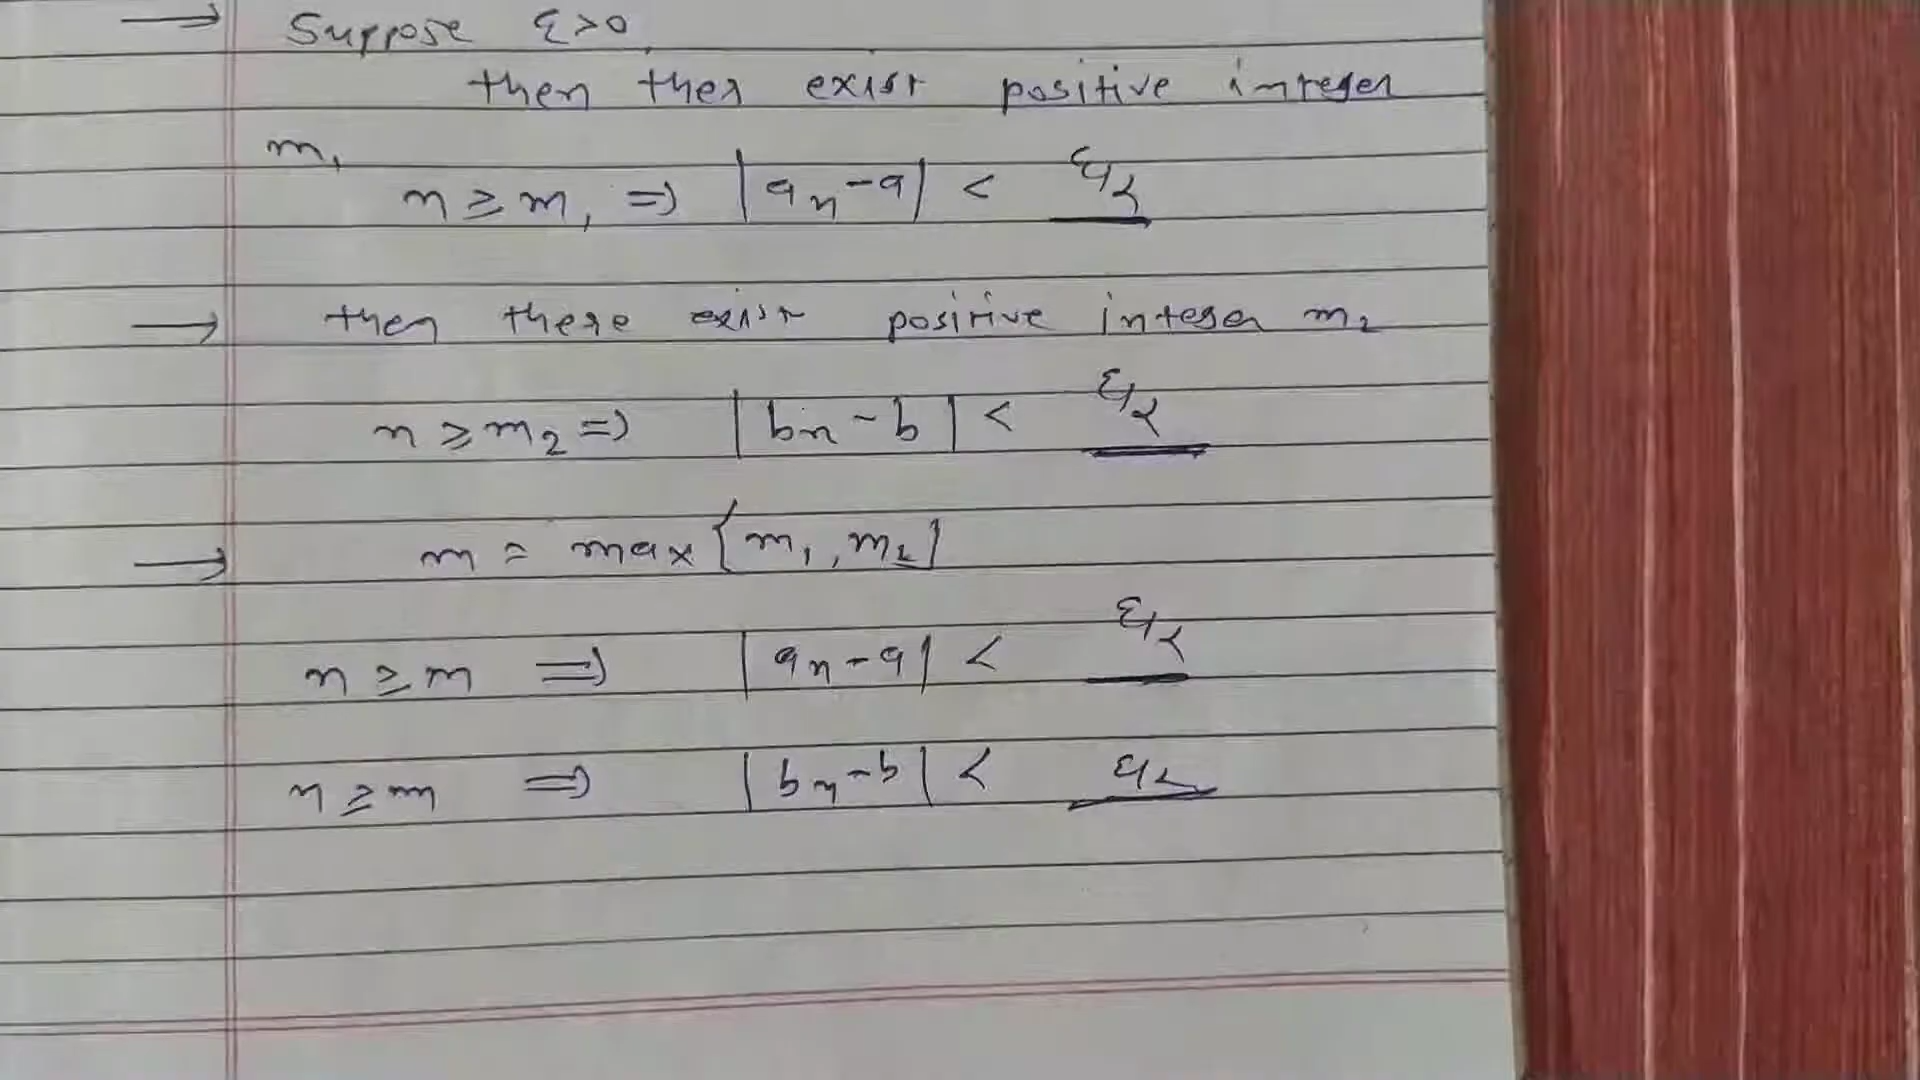 → Suppose ε>0,
then ther exist positive integer
m₁
n ≥ m₁ ⇒ |aₙ-a| < ε/2
→ then there exist positive integer m₂
n ≥ m₂ ⇒ |bn - b| < ε/2
→ m = max{m₁, m₂}
n ≥ m ⇒ |aₙ-a| < ε/2
n ≥ m ⇒ |bₙ-b| < ε/2